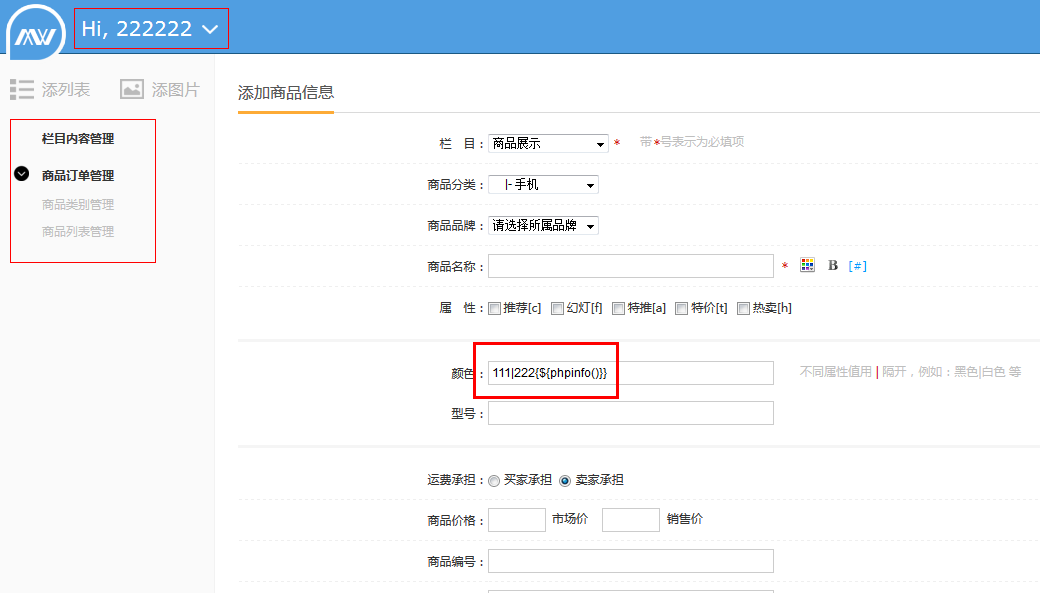 MW
Hi, 222222
添列表
添图片
栏目内容管理
商品订单管理
商品类别管理
商品列表管理
添加商品信息
栏 目： 商品展示 * 带*号表示为必填项
商品分类： |- 手机
商品品牌： 请选择所属品牌
商品名称： * B [#]
属 性： 推荐[c] 幻灯[f] 特推[a] 特价[t] 热卖[h]
颜色： 111|222{${phpinfo()}} 不同属性值用 | 隔开，例如：黑色|白色 等
型号：
运费承担： 买家承担 卖家承担
商品价格： 市场价 销售价
商品编号：